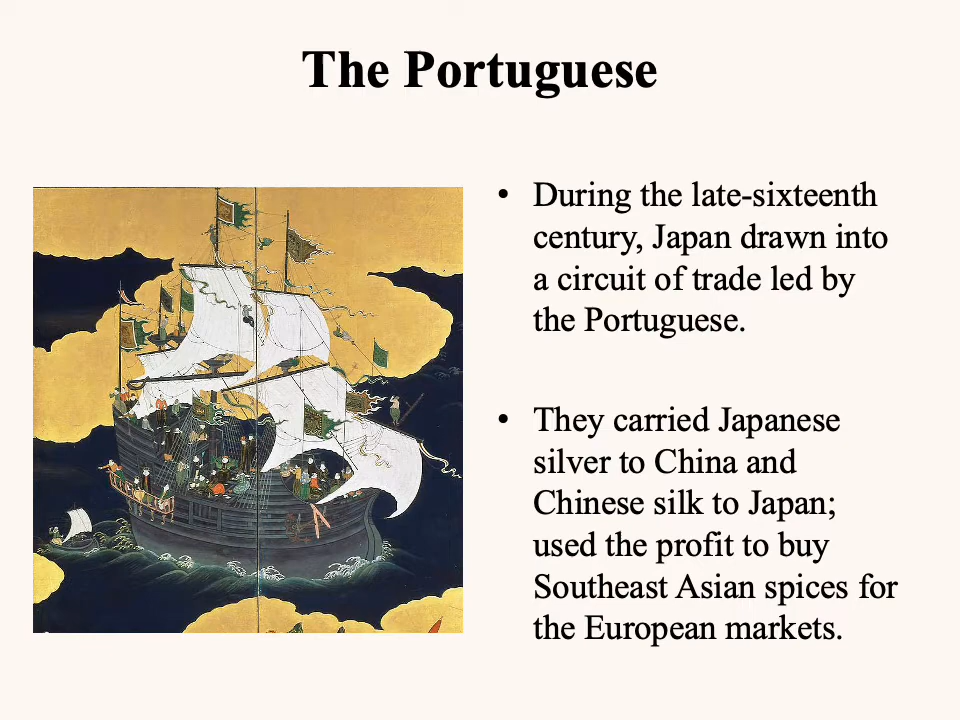 The Portuguese
• During the late-sixteenth
century, Japan drawn into
a circuit of trade led by
the Portuguese.
• They carried Japanese
silver to China and
Chinese silk to Japan;
used the profit to buy
Southeast Asian spices for
the European markets.